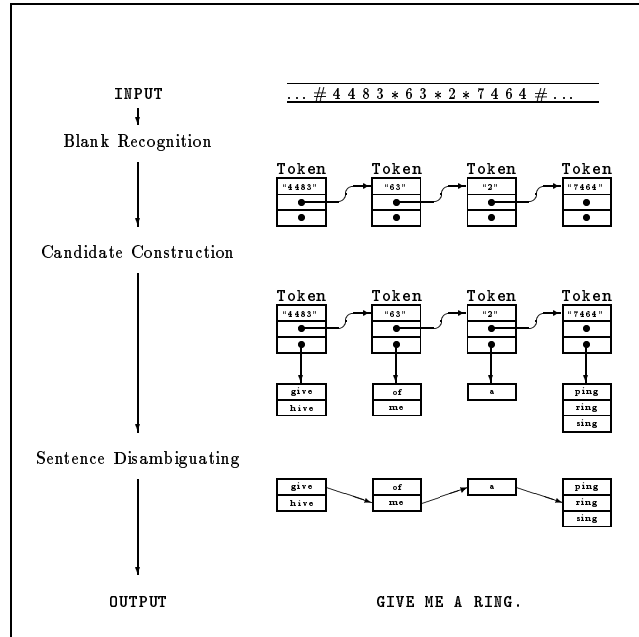 INPUT
... # 4 4 8 3 * 6 3 * 2 * 7 4 6 4 # ...
Blank Recognition
Token Token Token Token
"4483" "63" "2" "7464"
Candidate Construction
Token Token Token Token
"4483" "63" "2" "7464"
give of a ping
hive me ring
sing
Sentence Disambiguating
give of a ping
hive me ring
sing
OUTPUT GIVE ME A RING.